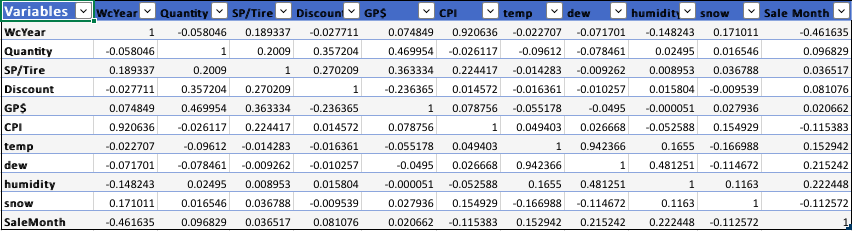 Variables WcYear Quantity SP/Tire Discoun GP$ CPI temp dew humidity snow Sale Month
WcYear 1 -0.058046 0.189337 -0.027711 0.074849 0.920636 -0.022707 -0.071701 -0.148243 0.171011 -0.461635
Quantity -0.058046 1 0.2009 0.357204 0.469954 -0.026117 -0.09612 -0.078461 0.02495 0.016546 0.096829
SP/Tire 0.189337 0.2009 1 0.270209 0.363334 0.224417 -0.014283 -0.009262 0.008953 0.036788 0.036517
Discount -0.027711 0.357204 0.270209 1 -0.236365 0.014572 -0.016361 -0.010257 0.015804 -0.009539 0.081076
GP$ 0.074849 0.469954 0.363334 -0.236365 1 0.078756 -0.055178 -0.0495 -0.000051 0.027936 0.020662
CPI 0.920636 -0.026117 0.224417 0.014572 0.078756 1 0.049403 0.026668 -0.052588 0.154929 -0.115383
temp -0.022707 -0.09612 -0.014283 -0.016361 -0.055178 0.049403 1 0.942366 0.1655 -0.166988 0.152942
dew -0.071701 -0.078461 -0.009262 -0.010257 -0.0495 0.026668 0.942366 1 0.481251 -0.114672 0.215242
humidity -0.148243 0.02495 0.008953 0.015804 -0.000051 -0.052588 0.1655 0.481251 1 0.1163 0.222448
snow 0.171011 0.016546 0.036788 -0.009539 0.027936 0.154929 -0.166988 -0.114672 0.1163 1 -0.112572
SaleMonth -0.461635 0.096829 0.036517 0.081076 0.020662 -0.115383 0.152942 0.215242 0.222448 -0.112572 1